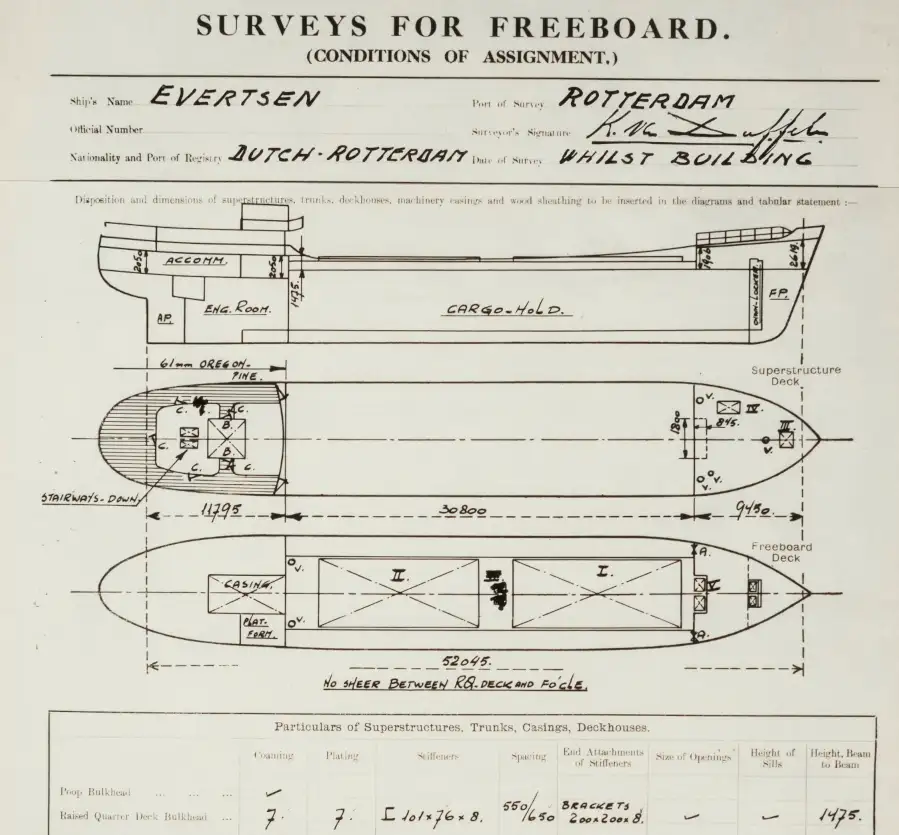 SURVEYS FOR FREEBOARD.
(CONDITIONS OF ASSIGNMENT.)
Ship's Name EVERTSEN Port of Survey ROTTERDAM
Official Number Surveyor's Signature
Nationality and Port of Registry DUTCH-ROTTERDAM Date of Survey WHILST BUILDING
Disposition and dimensions of superstructures, trunks, deckhouses, machinery casings and wood sheathing to be inserted in the diagrams and tabular statement :—
2050 ACCOMM. 2050 1475. 1906 2619.
AP. ENG. ROOM. CARGO-HOLD. CHAIN-LOCKER FP.
61mm OREGON-
PINE.
Superstructure
Deck
C. C. B. V. IV.
C. 1800 845. III.
B. V.
C. C. V. V.
STAIRWAYS-DOWN.
11795 30800 9450.
Freeboard
Deck
V. II I A.
CASING. V
PLAT-
FORM. V. A.
52045.
NO SHEER BETWEEN RQ-DECK AND FO'CLE.
Particulars of Superstructures, Trunks, Casings, Deckhouses.
Coaming Plating Stiffeners Spacing End Attachments of Stiffeners Size of Openings Height of Sills Height, Beam to Beam
Poop Bulkhead ... ... ... ✓
Raised Quarter Deck Bulkhead ... 7. 7. 101×76×8. 550/650 BRACKETS 200×200×8. ✓ ✓ 1475.